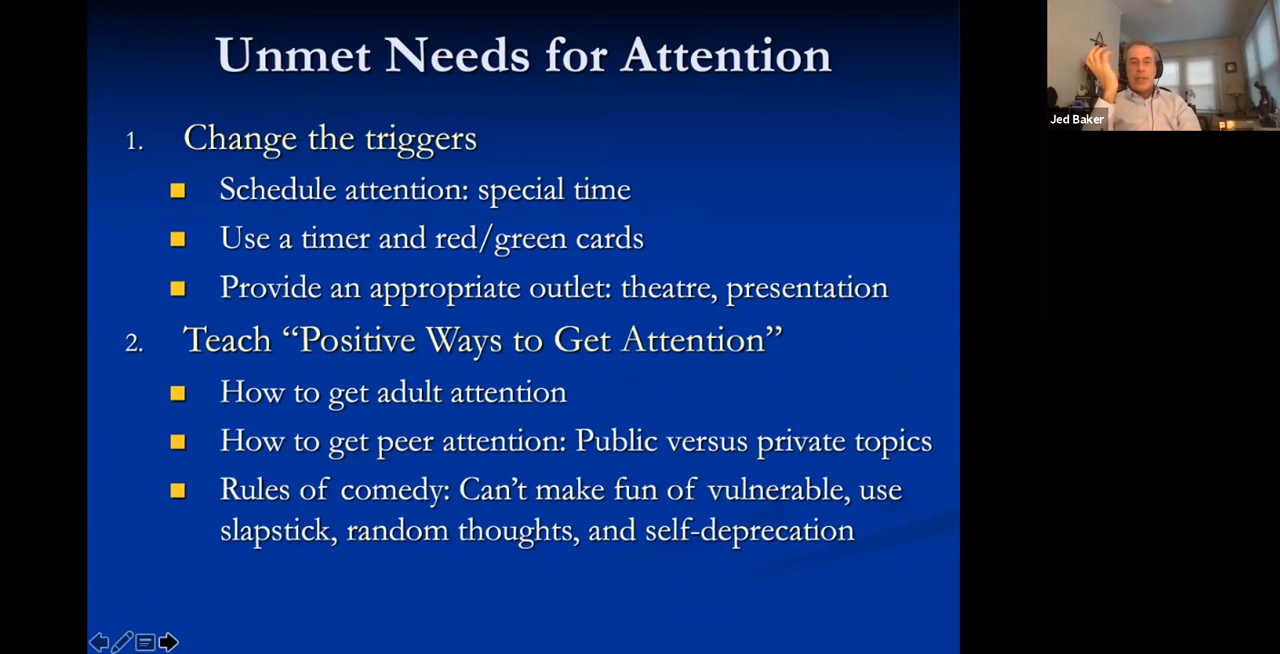 Unmet Needs for Attention
1. Change the triggers
Schedule attention: special time
Use a timer and red/green cards
Provide an appropriate outlet: theatre, presentation
2. Teach “Positive Ways to Get Attention”
How to get adult attention
How to get peer attention: Public versus private topics
Rules of comedy: Can’t make fun of vulnerable, use
slapstick, random thoughts, and self-deprecation
Jed Baker